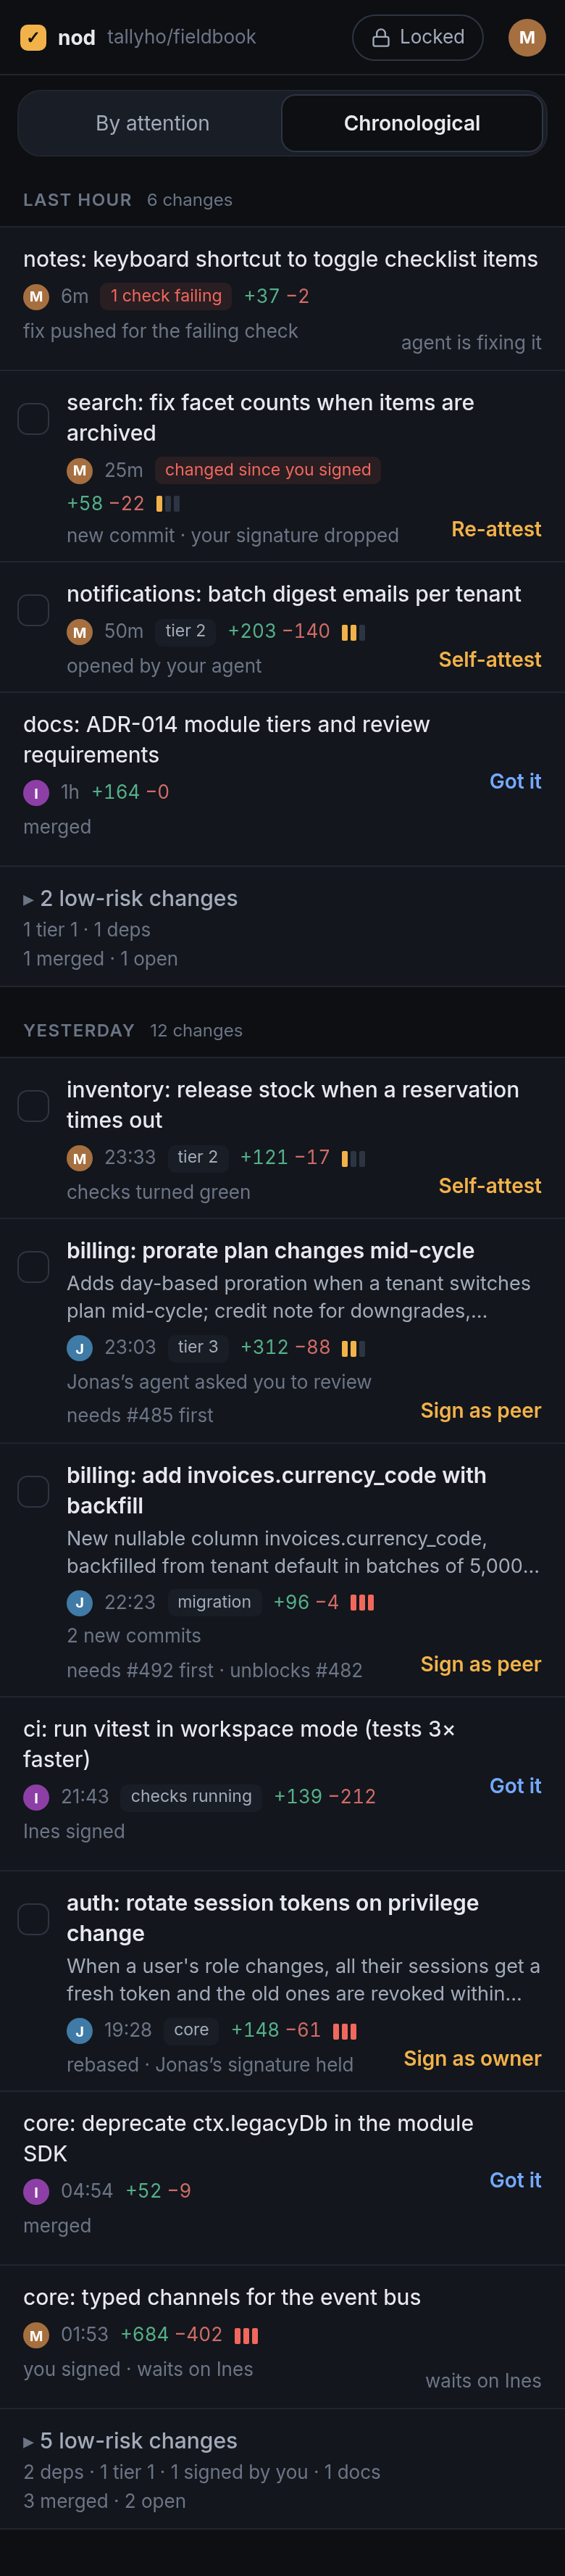 ✓ nod tallyho/fieldbook Locked M
By attention Chronological
LAST HOUR 6 changes
notes: keyboard shortcut to toggle checklist items
M 6m 1 check failing +37 −2
fix pushed for the failing check
agent is fixing it
search: fix facet counts when items are
archived
M 25m changed since you signed
+58 −22
new commit · your signature dropped
Re-attest
notifications: batch digest emails per tenant
M 50m tier 2 +203 −140
opened by your agent
Self-attest
docs: ADR-014 module tiers and review
requirements
Got it
I 1h +164 −0
merged
▸ 2 low-risk changes
1 tier 1 · 1 deps
1 merged · 1 open
YESTERDAY 12 changes
inventory: release stock when a reservation
times out
M 23:33 tier 2 +121 −17
checks turned green
Self-attest
billing: prorate plan changes mid-cycle
Adds day-based proration when a tenant switches
plan mid-cycle; credit note for downgrades,…
J 23:03 tier 3 +312 −88
Jonas’s agent asked you to review
needs #485 first
Sign as peer
billing: add invoices.currency_code with
backfill
New nullable column invoices.currency_code,
backfilled from tenant default in batches of 5,000…
J 22:23 migration +96 −4
2 new commits
needs #492 first · unblocks #482
Sign as peer
ci: run vitest in workspace mode (tests 3×
faster)
Got it
I 21:43 checks running +139 −212
Ines signed
auth: rotate session tokens on privilege
change
When a user's role changes, all their sessions get a
fresh token and the old ones are revoked within…
J 19:28 core +148 −61
rebased · Jonas’s signature held
Sign as owner
core: deprecate ctx.legacyDb in the module
SDK
Got it
I 04:54 +52 −9
merged
core: typed channels for the event bus
M 01:53 +684 −402
you signed · waits on Ines
waits on Ines
▸ 5 low-risk changes
2 deps · 1 tier 1 · 1 signed by you · 1 docs
3 merged · 2 open